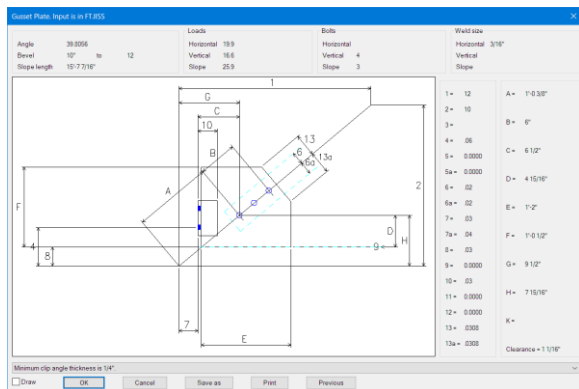 Gusset Plate. Input is in FT.IISS
Loads
Bolts
Weld size
Angle 39.8056
Horizontal 19.9
Horizontal
Horizontal 3/16"
Bevel 10" to 12
Vertical 16.6
Vertical 4
Vertical
Slope length 15'-7 7/16"
Slope 25.9
Slope 3
Slope
1
G
C
10
B
A
13
6
6a
13a
2
F
4
8
D
H
9
7
E
1 = 12
2 = 10
3 =
4 = .05
5 = 0.0000
5a = 0.0000
6 = .02
6a = .02
7 = .03
7a = .04
8 = .03
9 = 0.0000
10 = .03
11 = 0.0000
12 = 0.0000
13 = .0308
13a = .0308
A = 1'-0 3/8"
B = 6"
C = 6 1/2"
D = 4 15/16"
E = 1'-2"
F = 1'-0 1/2"
G = 9 1/2"
H = 7 15/16"
K =
Clearance = 1 1/16"
Minimum clip angle thickness is 1/4".
Draw
OK
Cancel
Save as
Print
Previous